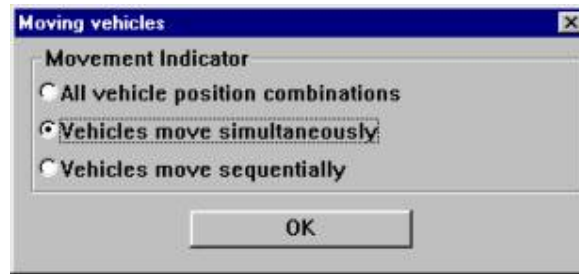 Moving vehicles
Movement Indicator
All vehicle position combinations
Vehicles move simultaneously
Vehicles move sequentially
OK